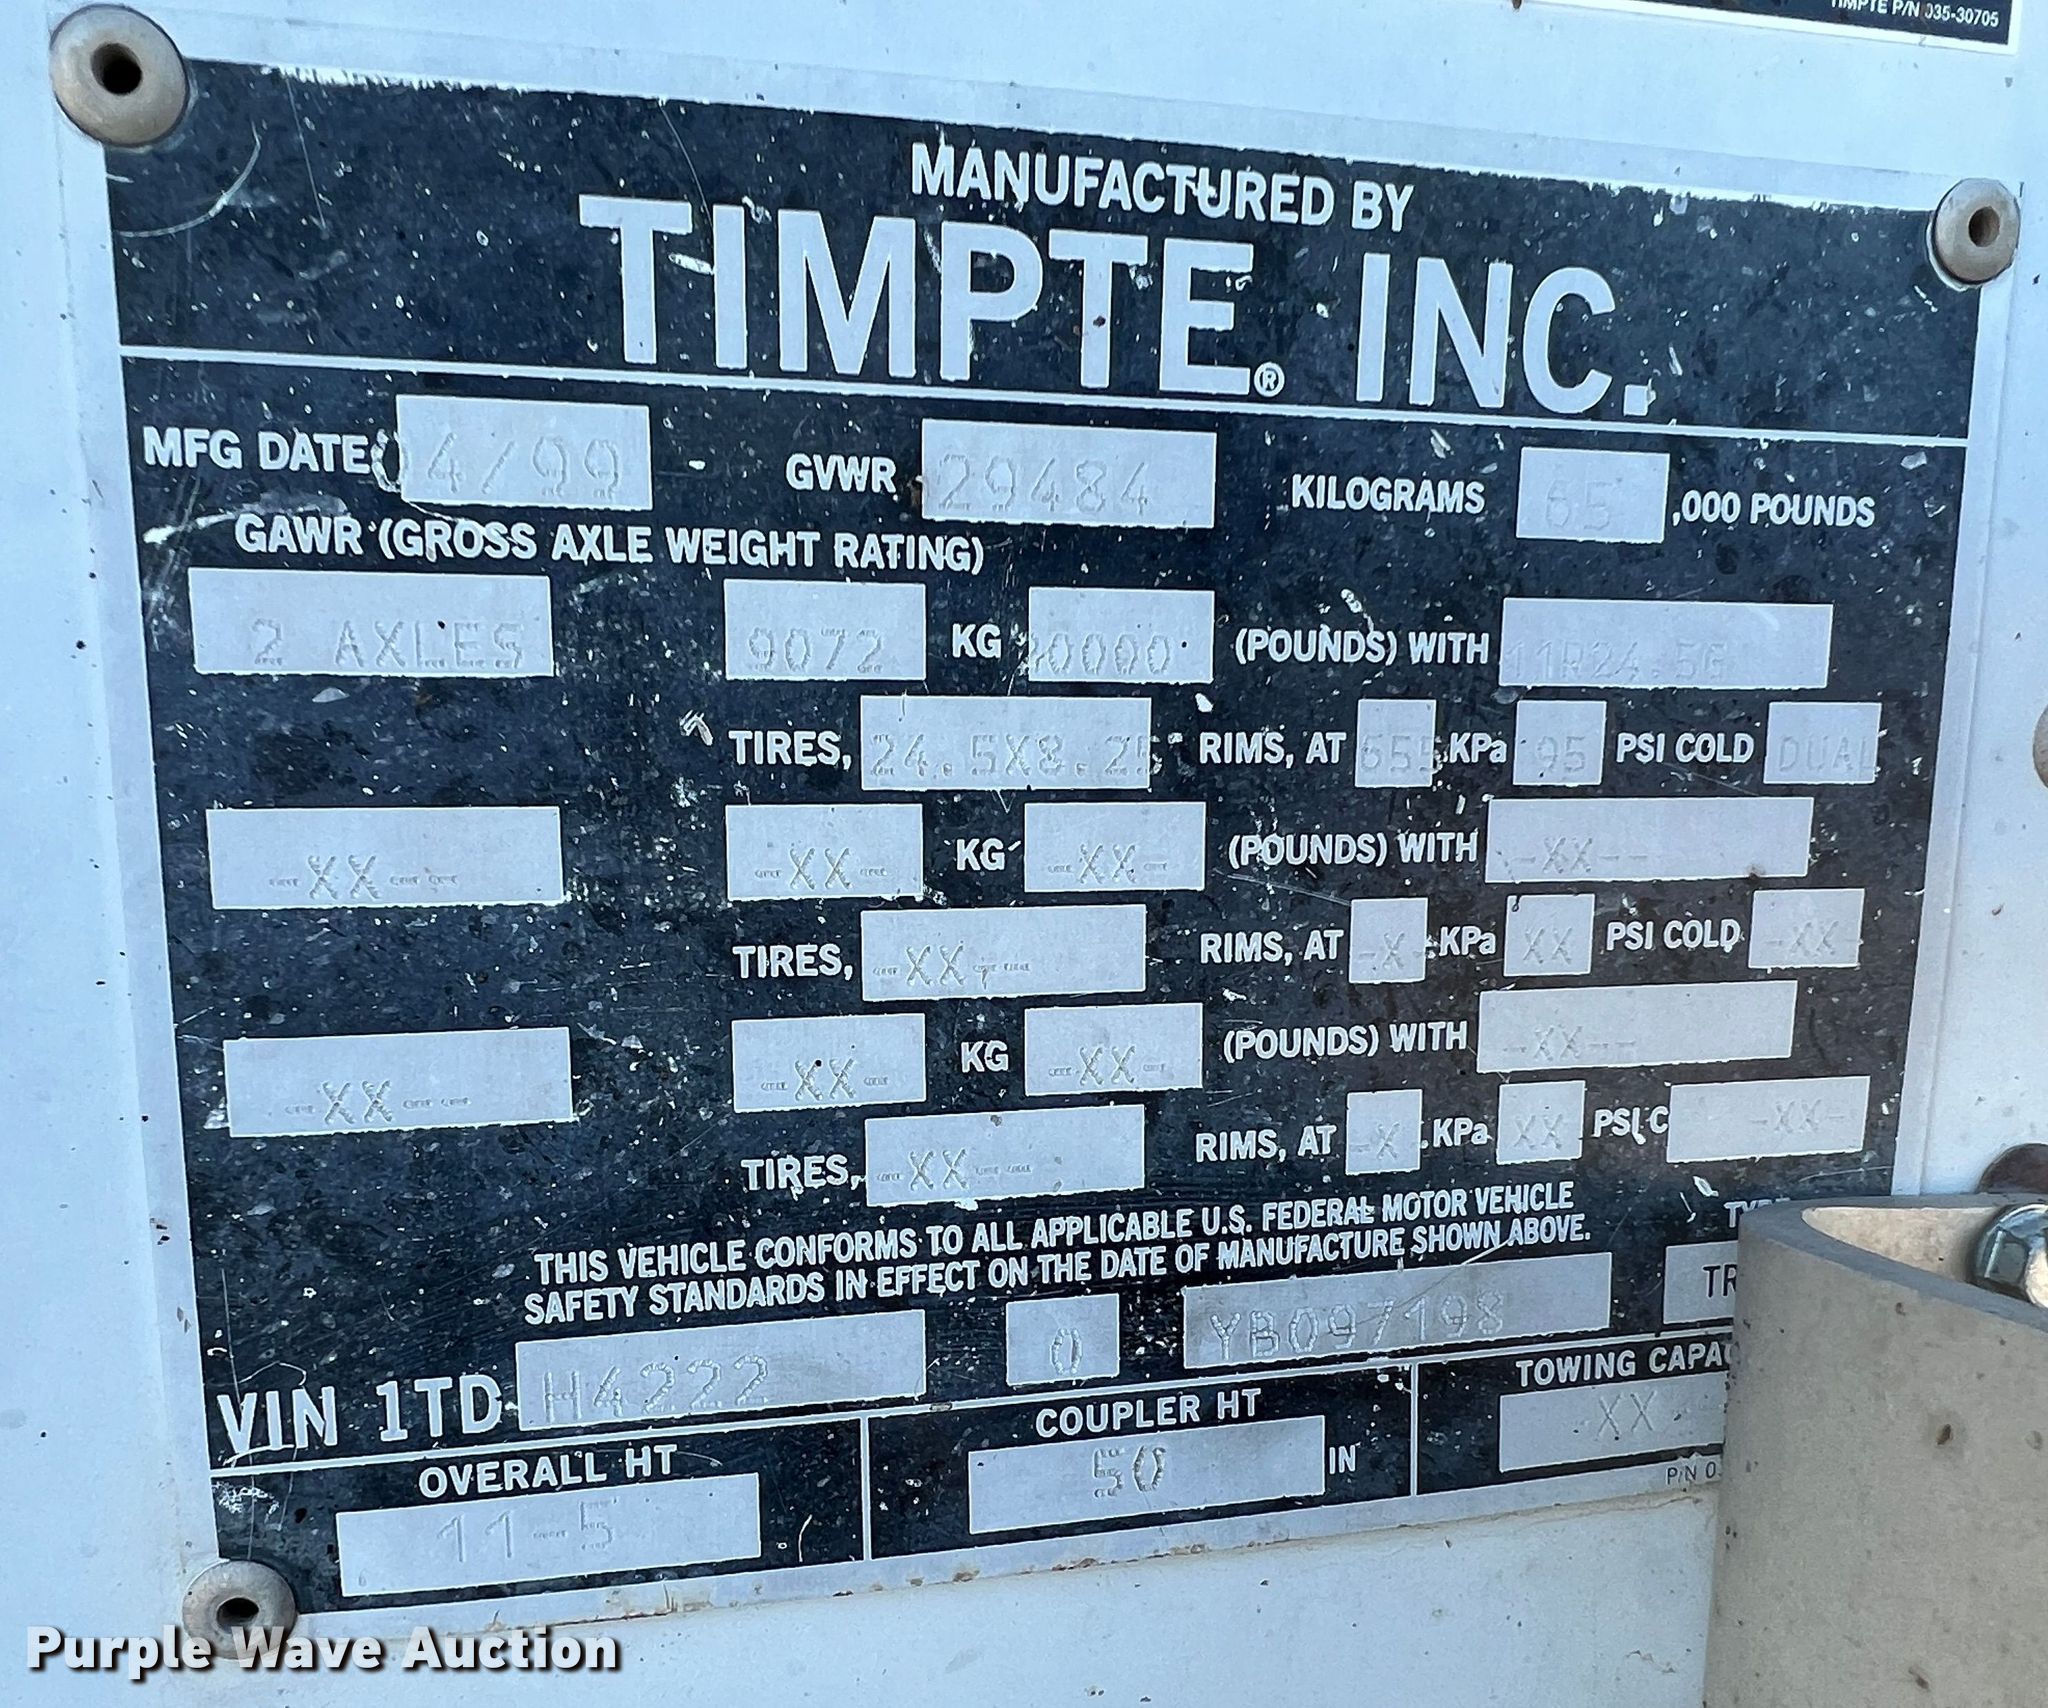 TIMPTE P/N 035-30705
MANUFACTURED BY
TIMPTE® INC.
MFG DATE 04/99 GVWR 29484 KILOGRAMS 65 ,000 POUNDS
GAWR (GROSS AXLE WEIGHT RATING)
2 AXLES 9072 KG 20000 (POUNDS) WITH 11R24.5G
TIRES, 24.5X8.25 RIMS, AT 655 KPa 95 PSI COLD DUAL
-XX-- -XX- KG -XX- (POUNDS) WITH -XX--
TIRES, -XX-- RIMS, AT -X- KPa XX PSI COLD -XX-
-XX-- -XX- KG -XX- (POUNDS) WITH -XX--
TIRES, -XX-- RIMS, AT -X KPa XX PSI C -XX-
THIS VEHICLE CONFORMS TO ALL APPLICABLE U.S. FEDERAL MOTOR VEHICLE
SAFETY STANDARDS IN EFFECT ON THE DATE OF MANUFACTURE SHOWN ABOVE.
VIN 1TD H4222 0 YB097198 TR
OVERALL HT COUPLER HT TOWING CAPAC
11-5 50 IN XX
P/N 0
Purple Wave Auction